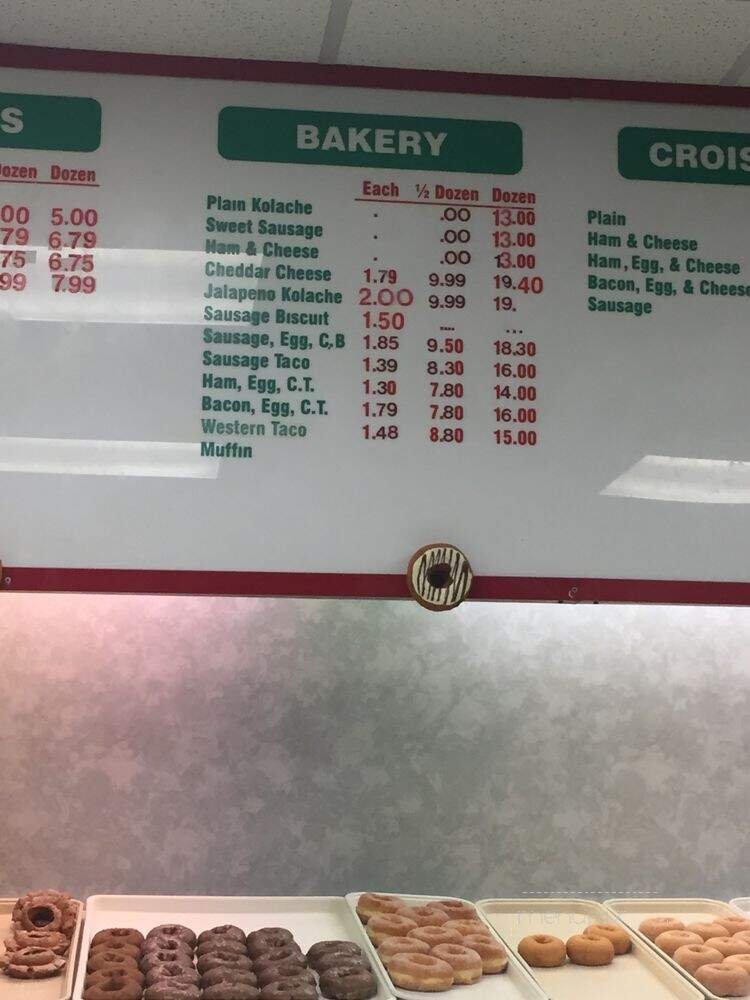 S
Dozen Dozen
00 5.00
79 6.79
75 6.75
99 7.99
BAKERY
Each ½ Dozen Dozen
Plain Kolache . .00 13.00
Sweet Sausage . .00 13.00
Ham & Cheese . .00 13.00
Cheddar Cheese 1.79 9.99 19.40
Jalapeno Kolache 2.00 9.99 19.
Sausage Biscuit 1.50 .... ...
Sausage, Egg, C,B 1.85 9.50 18.30
Sausage Taco 1.39 8.30 16.00
Ham, Egg, C.T. 1.30 7.80 14.00
Bacon, Egg, C.T. 1.79 7.80 16.00
Western Taco 1.48 8.80 15.00
Muffin
CROIS
Plain
Ham & Cheese
Ham, Egg, & Cheese
Bacon, Egg, & Cheese
Sausage